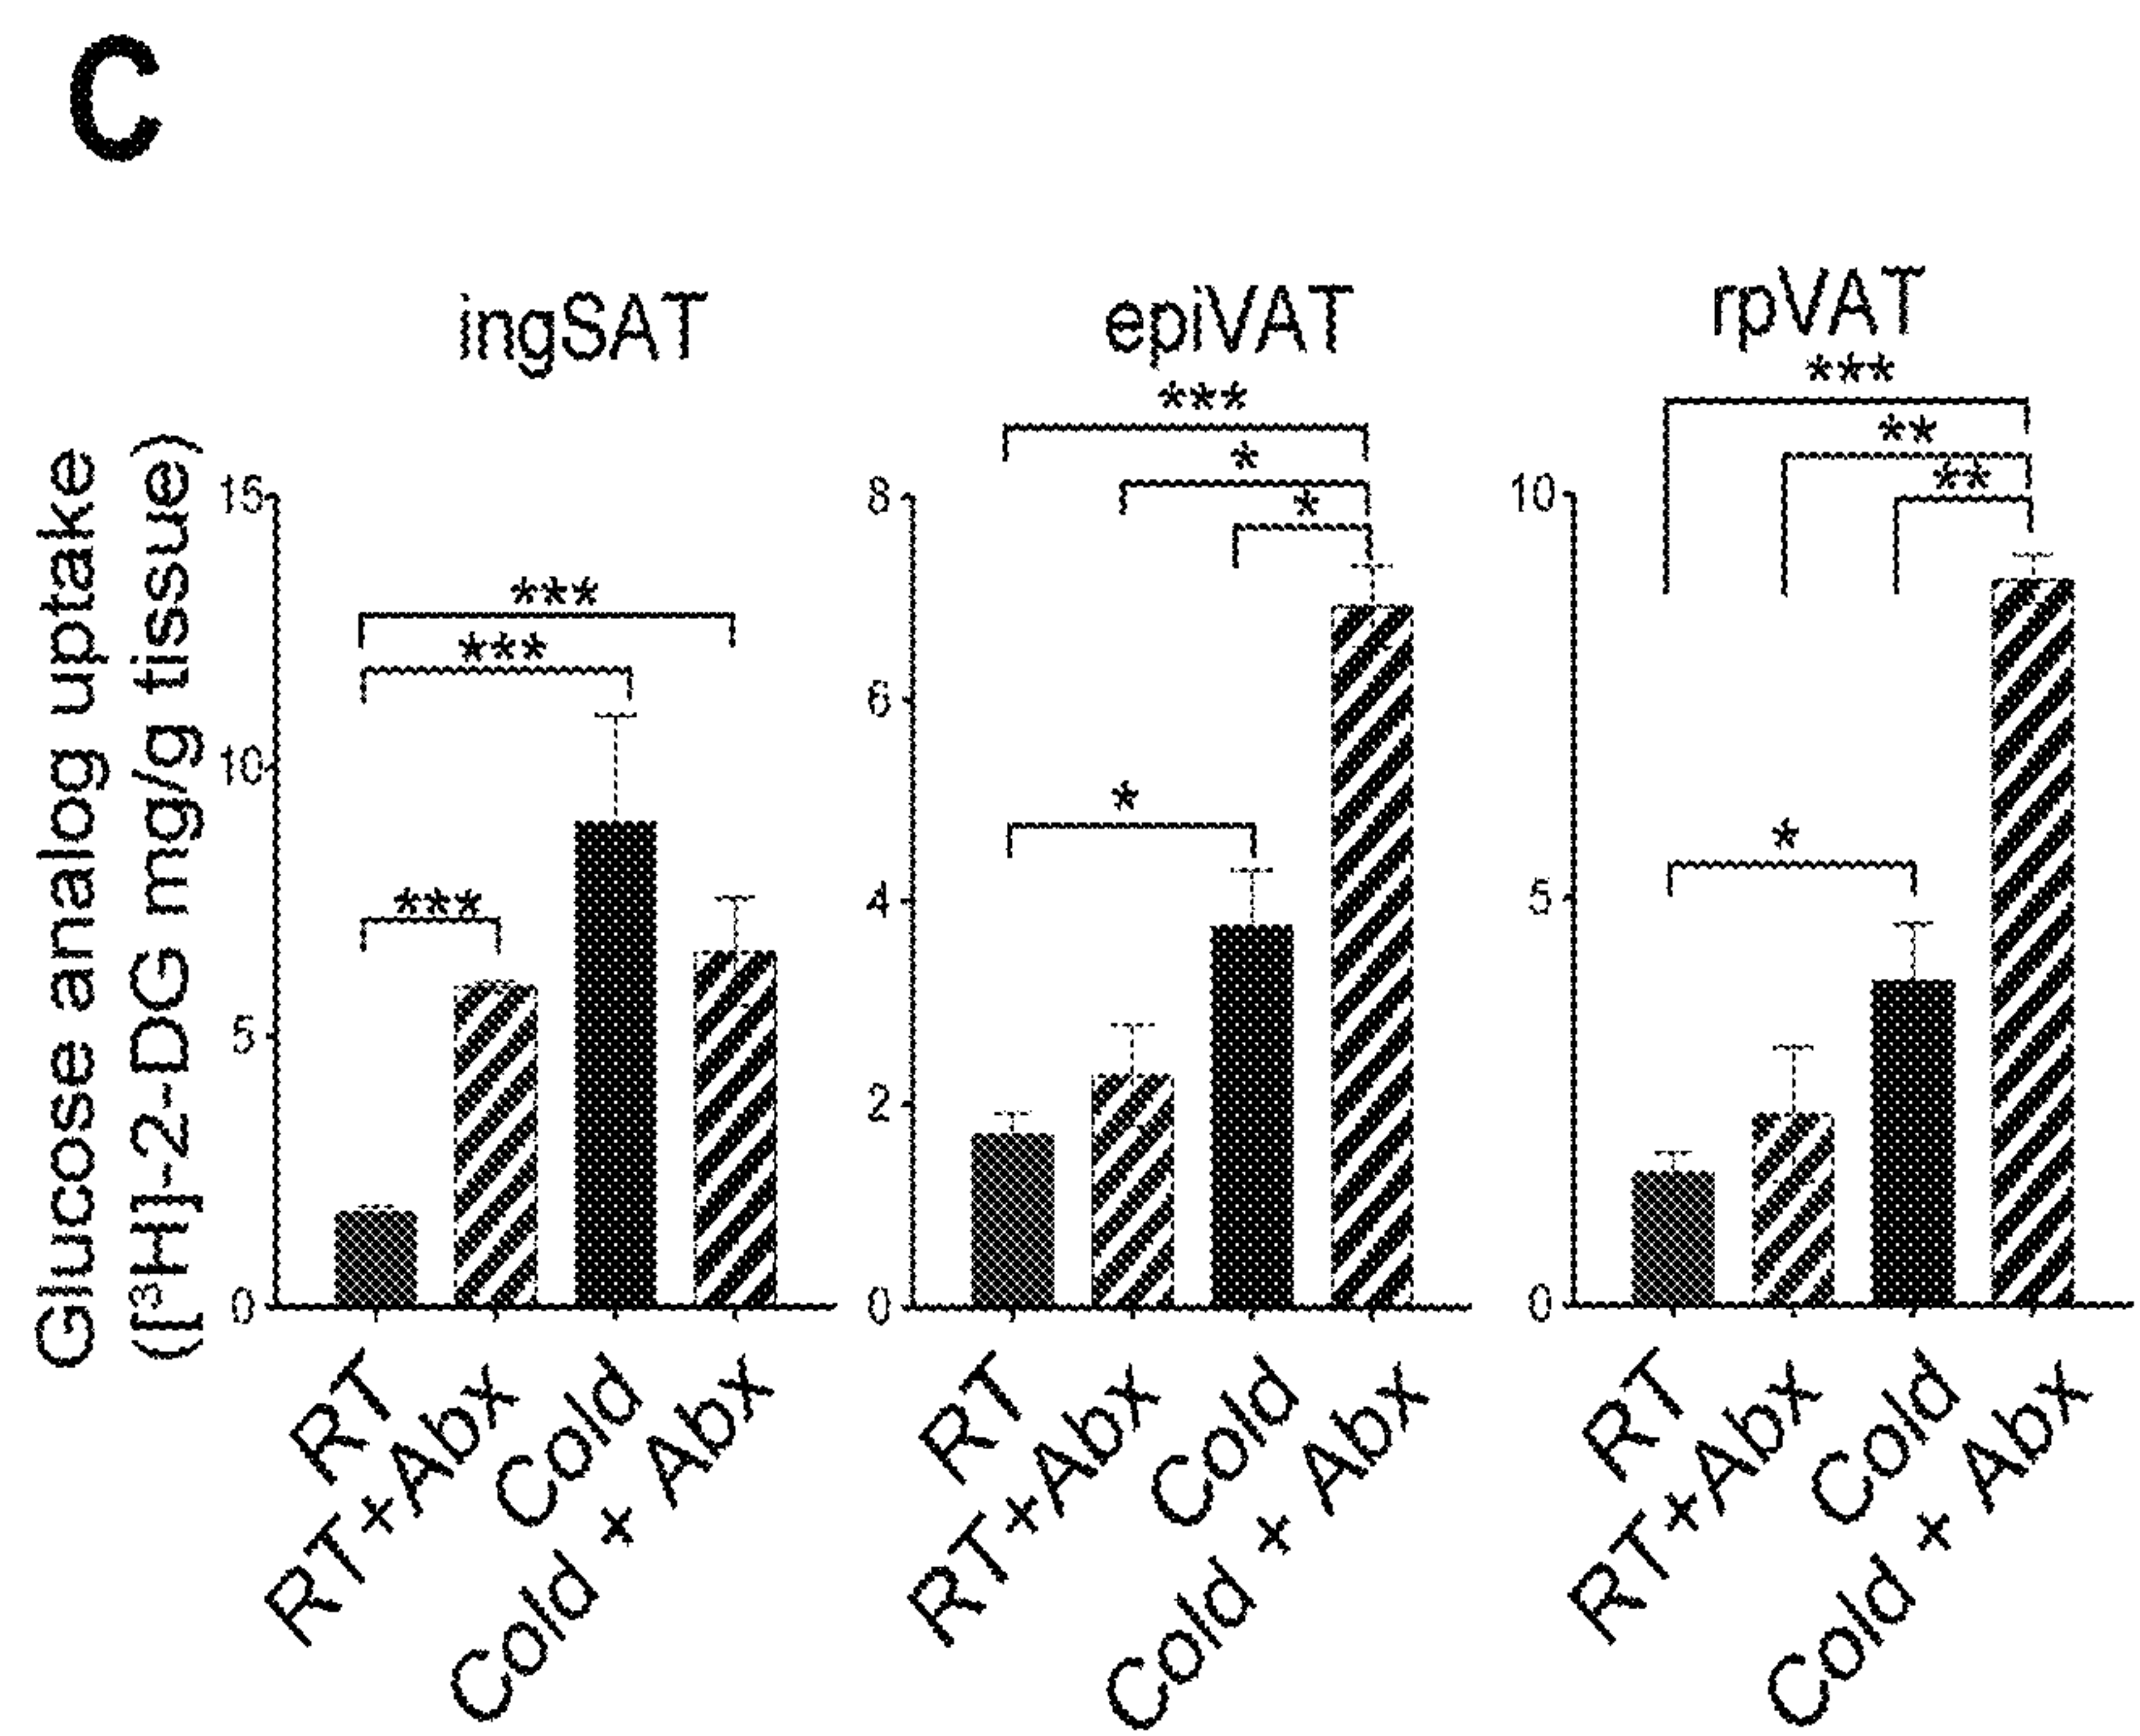 C
ingSAT
epiVAT
rpVAT
Glucose analog uptake
([³H]-2-DG mg/g tissue)
***
***
***
15
10
5
0
RT
RT+Abx
Cold
Cold + Abx
***
*
*
*
8
6
4
2
0
RT
RT+Abx
Cold
Cold + Abx
***
**
**
*
10
5
0
RT
RT+Abx
Cold
Cold + Abx